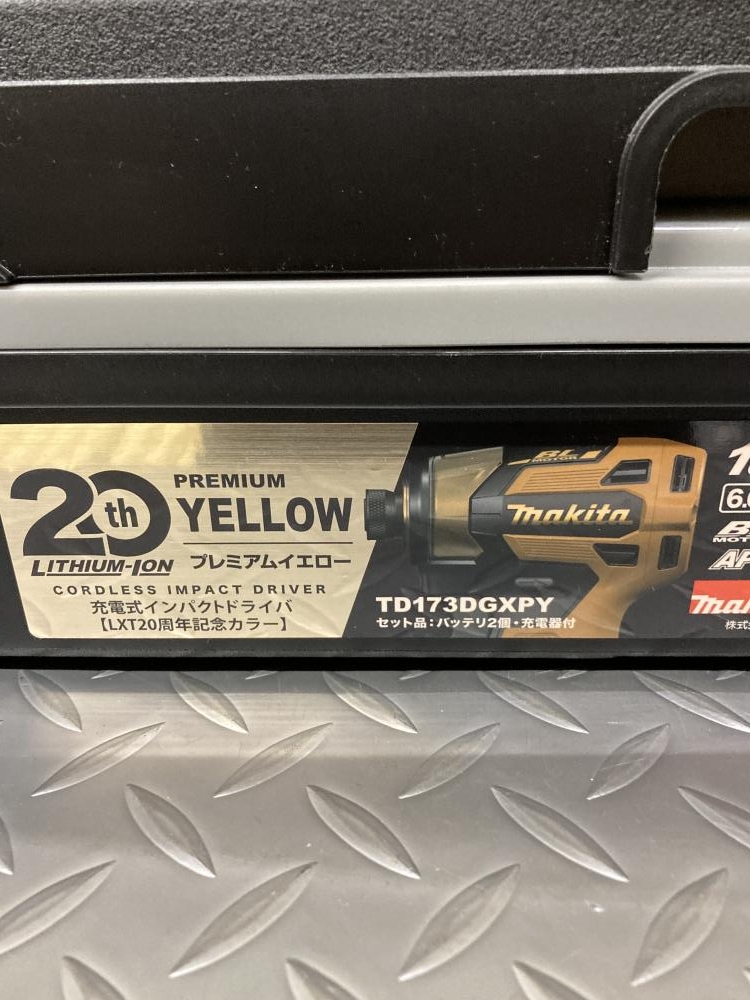 20th
LITHIUM-ION
PREMIUM
YELLOW
プレミアムイエロー
CORDLESS IMPACT DRIVER
充電式インパクトドライバ
【LXT20周年記念カラー】
BL
MOTOR
makita
TD173DGXPY
セット品：バッテリ2個・充電器付